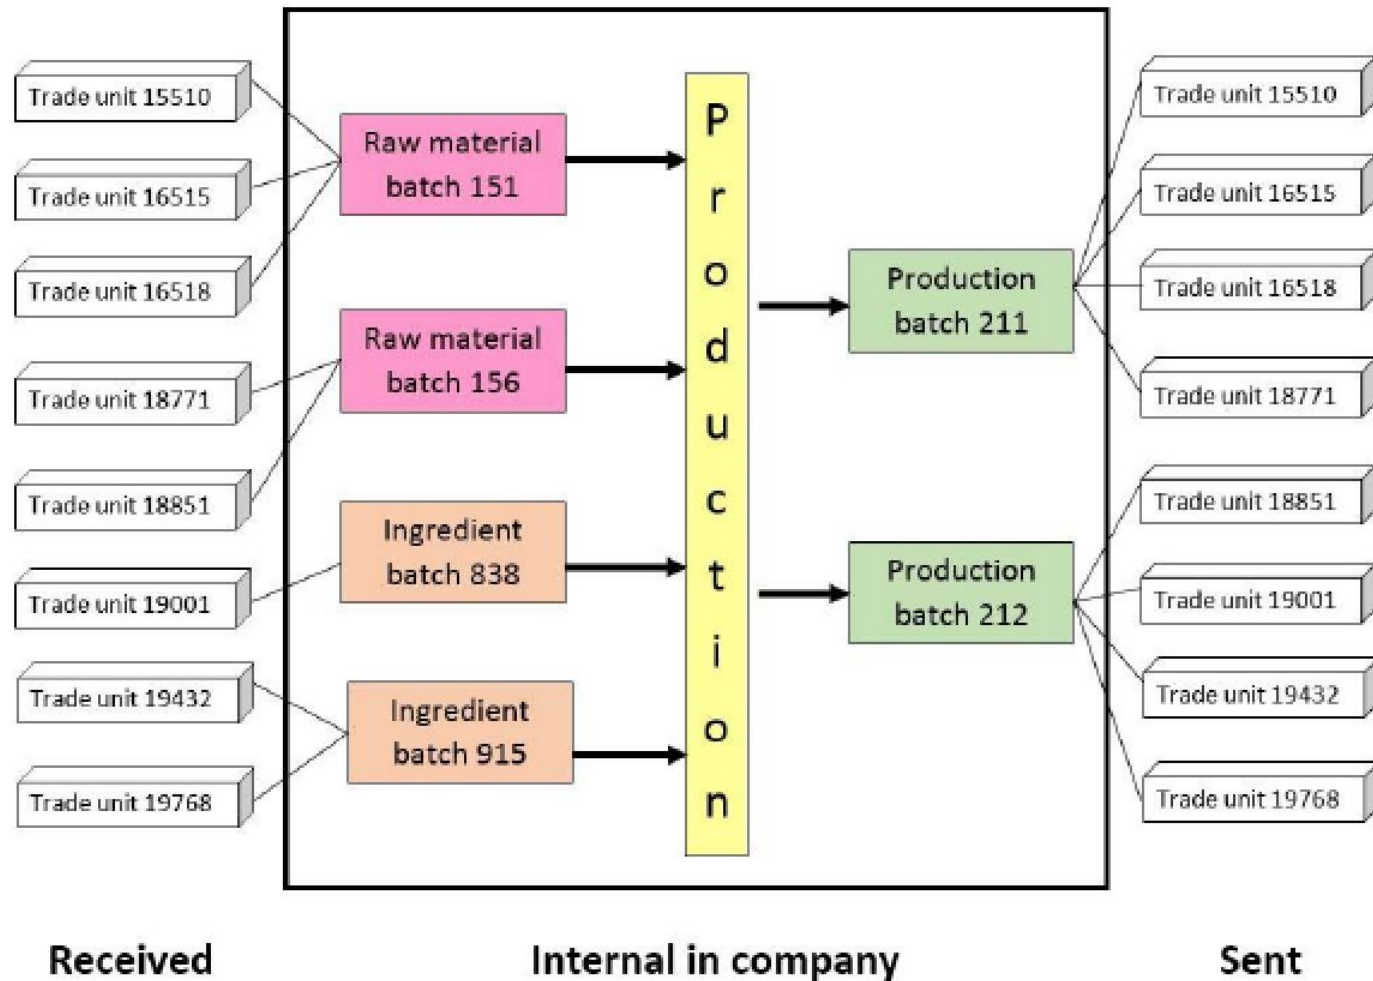 Trade unit 15510
Trade unit 16515
Trade unit 16518
Trade unit 18771
Trade unit 18851
Trade unit 19001
Trade unit 19432
Trade unit 19768
Raw material
batch 151
Raw material
batch 156
Ingredient
batch 838
Ingredient
batch 915
Production
Production
batch 211
Production
batch 212
Trade unit 15510
Trade unit 16515
Trade unit 16518
Trade unit 18771
Trade unit 18851
Trade unit 19001
Trade unit 19432
Trade unit 19768
Received
Internal in company
Sent